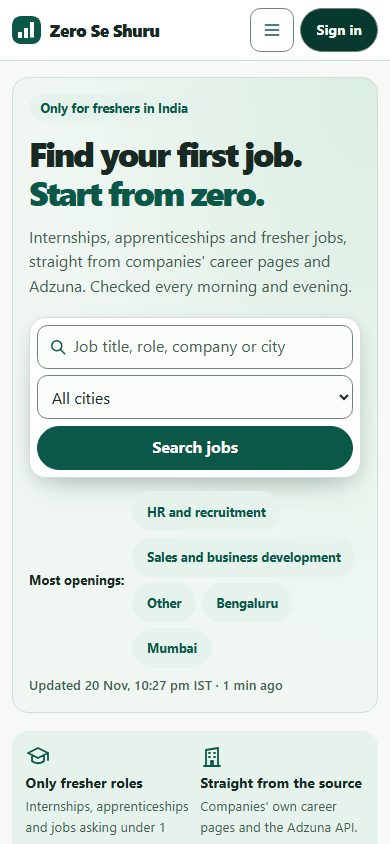 Zero Se Shuru
Sign in
Only for freshers in India
Find your first job.
Start from zero.
Internships, apprenticeships and fresher jobs,
straight from companies' career pages and
Adzuna. Checked every morning and evening.
Job title, role, company or city
All cities
Search jobs
Most openings:
HR and recruitment
Sales and business development
Other
Bengaluru
Mumbai
Updated 20 Nov, 10:27 pm IST · 1 min ago
Only fresher roles
Internships, apprenticeships
and jobs asking under 1
Straight from the source
Companies' own career
pages and the Adzuna API.